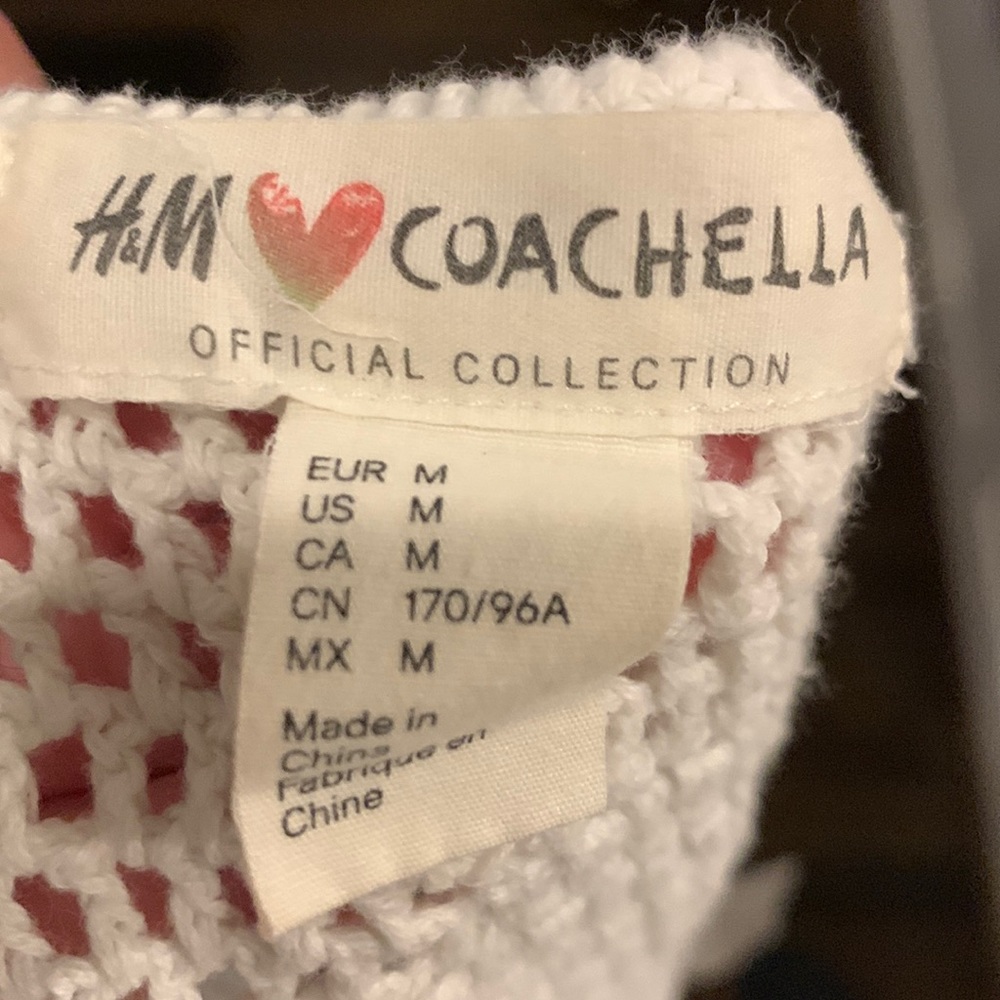 H&M COACHELLA
OFFICIAL COLLECTION
EUR M
US M
CA M
CN 170/96A
MX M
Made in
China
Fabriqué en
Chine